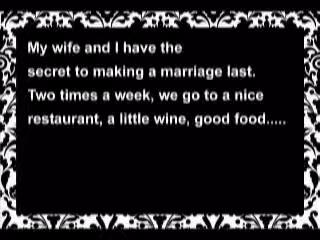 My wife and I have the
secret to making a marriage last.
Two times a week, we go to a nice
restaurant, a little wine, good food.....